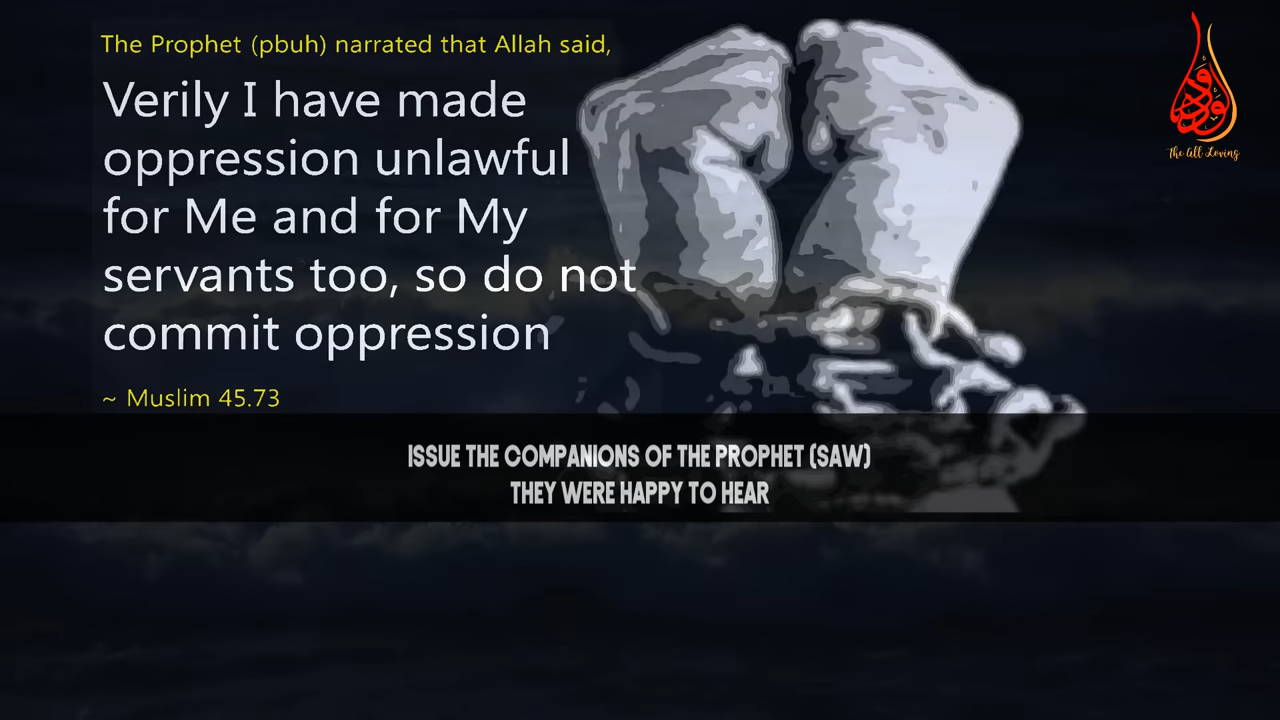 The Prophet (pbuh) narrated that Allah said,
Verily I have made
oppression unlawful
for Me and for My
servants too, so do not
commit oppression
~ Muslim 45.73
ISSUE THE COMPANIONS OF THE PROPHET (SAW)
THEY WERE HAPPY TO HEAR
The All Loving